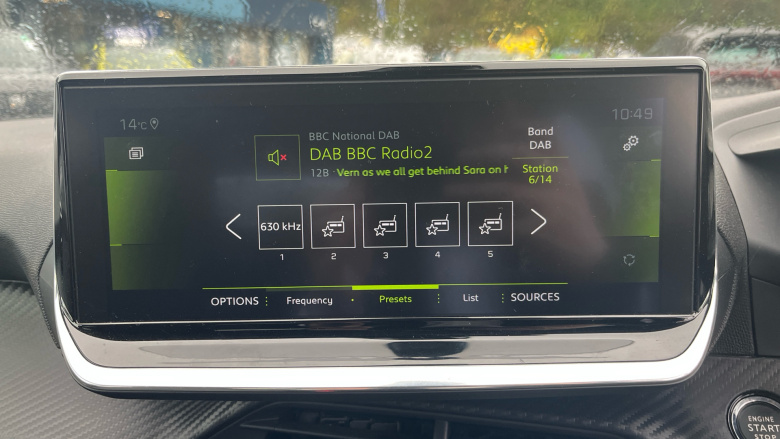 14°C
10:49
BBC National DAB
DAB BBC Radio2
12B · Vern as we all get behind Sara on h
Band
DAB
Station
6/14
630 kHz
1 2 3 4 5
OPTIONS Frequency Presets List SOURCES
ENGINE
START
STOP